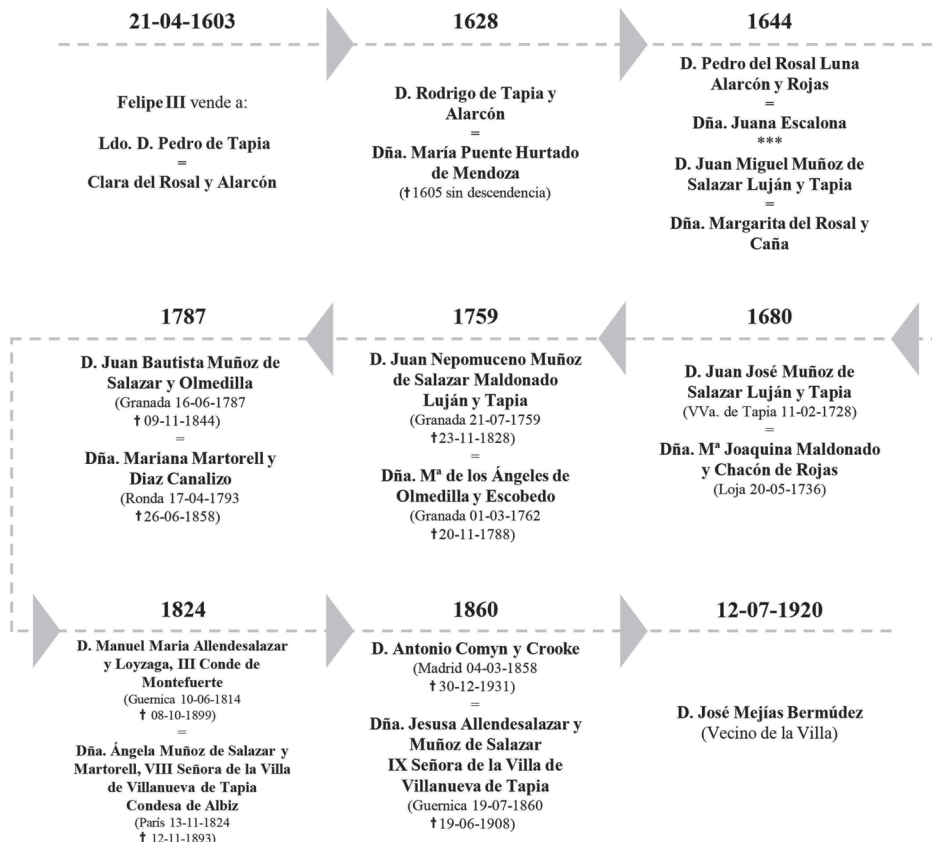 21-04-1603
Felipe III vende a:
Ldo. D. Pedro de Tapia
=
Clara del Rosal y Alarcón
1628
D. Rodrigo de Tapia y
Alarcón
=
Dña. María Puente Hurtado
de Mendoza
(✝1605 sin descendencia)
1644
D. Pedro del Rosal Luna
Alarcón y Rojas
=
Dña. Juana Escalona
***
D. Juan Miguel Muñoz de
Salazar Luján y Tapia
=
Dña. Margarita del Rosal y
Caña
1680
D. Juan José Muñoz de
Salazar Luján y Tapia
(VVa. de Tapia 11-02-1728)
=
Dña. Mª Joaquina Maldonado
y Chacón de Rojas
(Loja 20-05-1736)
1759
D. Juan Nepomuceno Muñoz
de Salazar Maldonado
Luján y Tapia
(Granada 21-07-1759
✝23-11-1828)
=
Dña. Mª de los Ángeles de
Olmedilla y Escobedo
(Granada 01-03-1762
✝20-11-1788)
1787
D. Juan Bautista Muñoz de
Salazar y Olmedilla
(Granada 16-06-1787
✝09-11-1844)
=
Dña. Mariana Martorell y
Diaz Canalizo
(Ronda 17-04-1793
✝26-06-1858)
1824
D. Manuel Maria Allendesalazar
y Loyzaga, III Conde de
Montefuerte
(Guernica 10-06-1814
✝ 08-10-1899)
=
Dña. Ángela Muñoz de Salazar y
Martorell, VIII Señora de la Villa
de Villanueva de Tapia
Condesa de Albiz
(París 13-11-1824
✝ 12-11-1893)
1860
D. Antonio Comyn y Crooke
(Madrid 04-03-1858
✝30-12-1931)
=
Dña. Jesusa Allendesalazar y
Muñoz de Salazar
IX Señora de la Villa de
Villanueva de Tapia
(Guernica 19-07-1860
✝19-06-1908)
12-07-1920
D. José Mejías Bermúdez
(Vecino de la Villa)